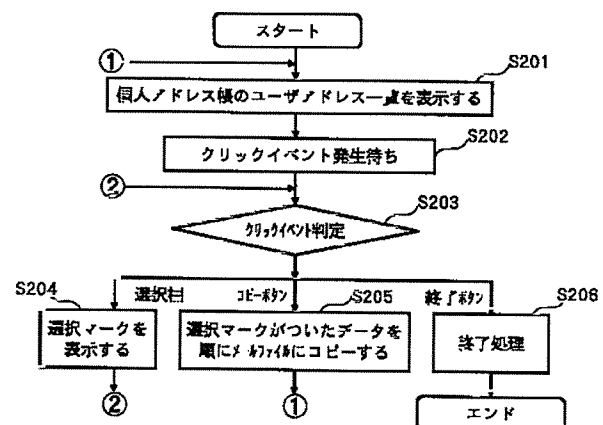 スタート
①
S201
個人アドレス帳のユーザアドレス一覧を表示する
S202
クリックイベント発生待ち
②
S203
クリックイベント判定
S204
選択欄
コピーボタン
S205
終了ボタン
S206
選択マークを
表示する
選択マークがついたデータを
順にメールファイルにコピーする
終了処理
②
①
エンド